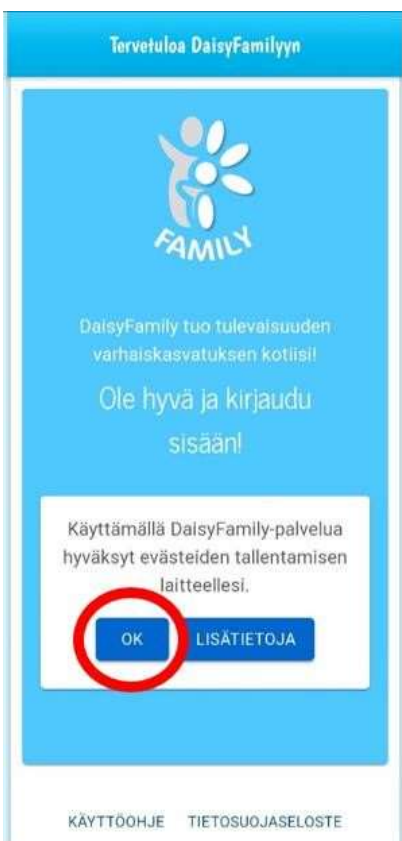 Tervetuloa DaisyFamilyyn
FAMILY
DaisyFamily tuo tulevaisuuden
varhaiskasvatuksen kotiisi!
Ole hyvä ja kirjaudu
sisään!
Käyttämällä DaisyFamily-palvelua
hyväksyt evästeiden tallentamisen
laitteellesi.
OK LISÄTIETOJA
KÄYTTÖOHJE TIETOSUOJASELOSTE